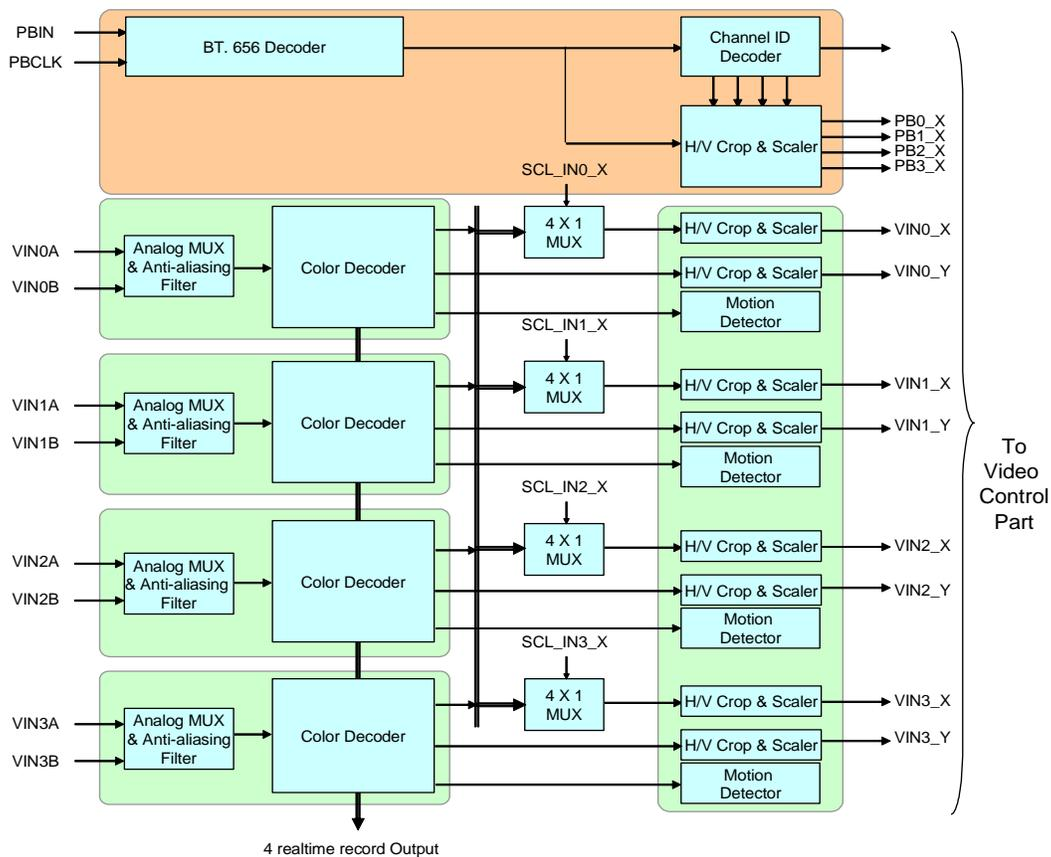 PBIN
PBCLK
BT. 656 Decoder
Channel ID
Decoder
H/V Crop & Scaler
PB0_X
PB1_X
PB2_X
PB3_X
SCL_IN0_X
VIN0A
VIN0B
Analog MUX
& Anti-aliasing
Filter
Color Decoder
4 X 1
MUX
H/V Crop & Scaler
VIN0_X
H/V Crop & Scaler
VIN0_Y
Motion
Detector
SCL_IN1_X
VIN1A
VIN1B
Analog MUX
& Anti-aliasing
Filter
Color Decoder
4 X 1
MUX
H/V Crop & Scaler
VIN1_X
H/V Crop & Scaler
VIN1_Y
Motion
Detector
SCL_IN2_X
VIN2A
VIN2B
Analog MUX
& Anti-aliasing
Filter
Color Decoder
4 X 1
MUX
H/V Crop & Scaler
VIN2_X
H/V Crop & Scaler
VIN2_Y
Motion
Detector
SCL_IN3_X
VIN3A
VIN3B
Analog MUX
& Anti-aliasing
Filter
Color Decoder
4 X 1
MUX
H/V Crop & Scaler
VIN3_X
H/V Crop & Scaler
VIN3_Y
Motion
Detector
To
Video
Control
Part
4 realtime record Output